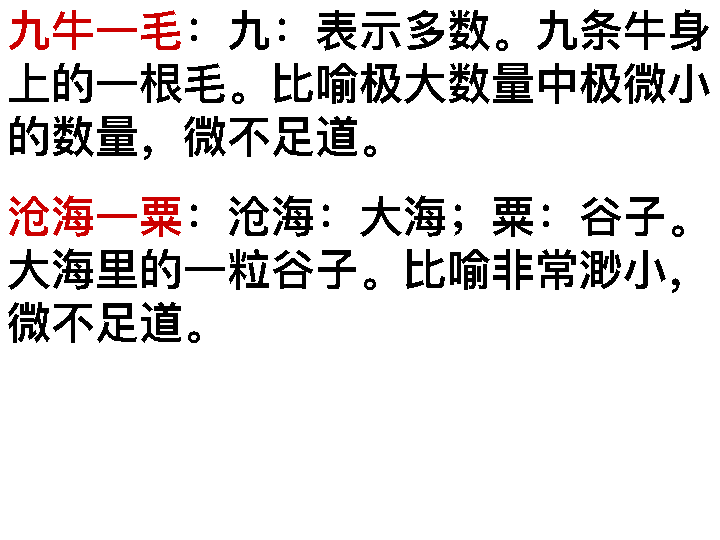 九牛一毛：九：表示多数。九条牛身
上的一根毛。比喻极大数量中极微小
的数量，微不足道。
沧海一粟：沧海：大海；粟：谷子。
大海里的一粒谷子。比喻非常渺小，
微不足道。